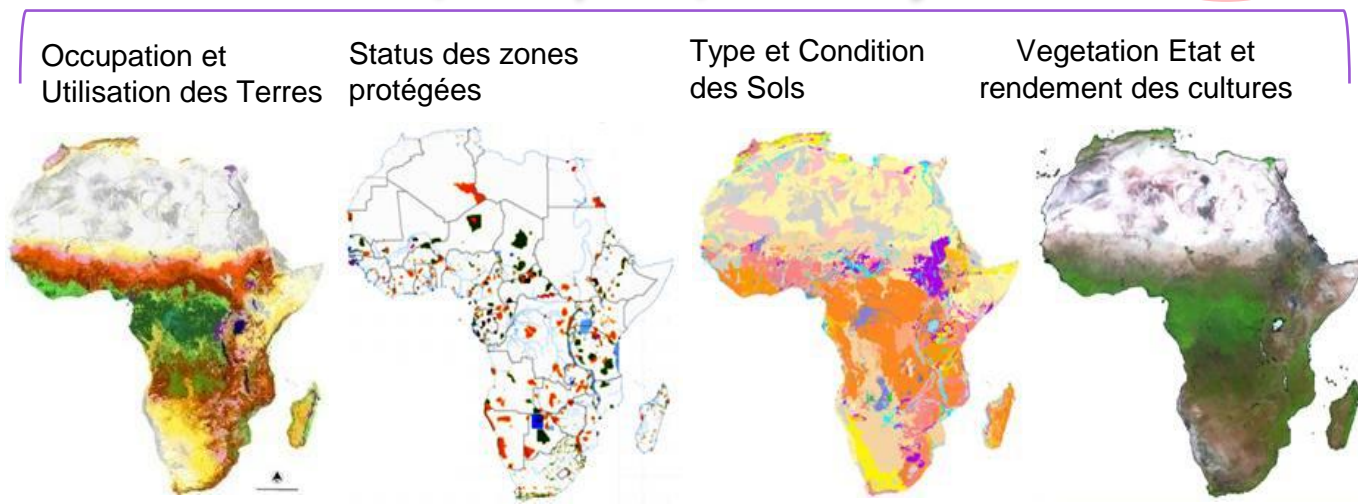 Occupation et
Utilisation des Terres
Status des zones
protégées
Type et Condition
des Sols
Vegetation Etat et
rendement des cultures